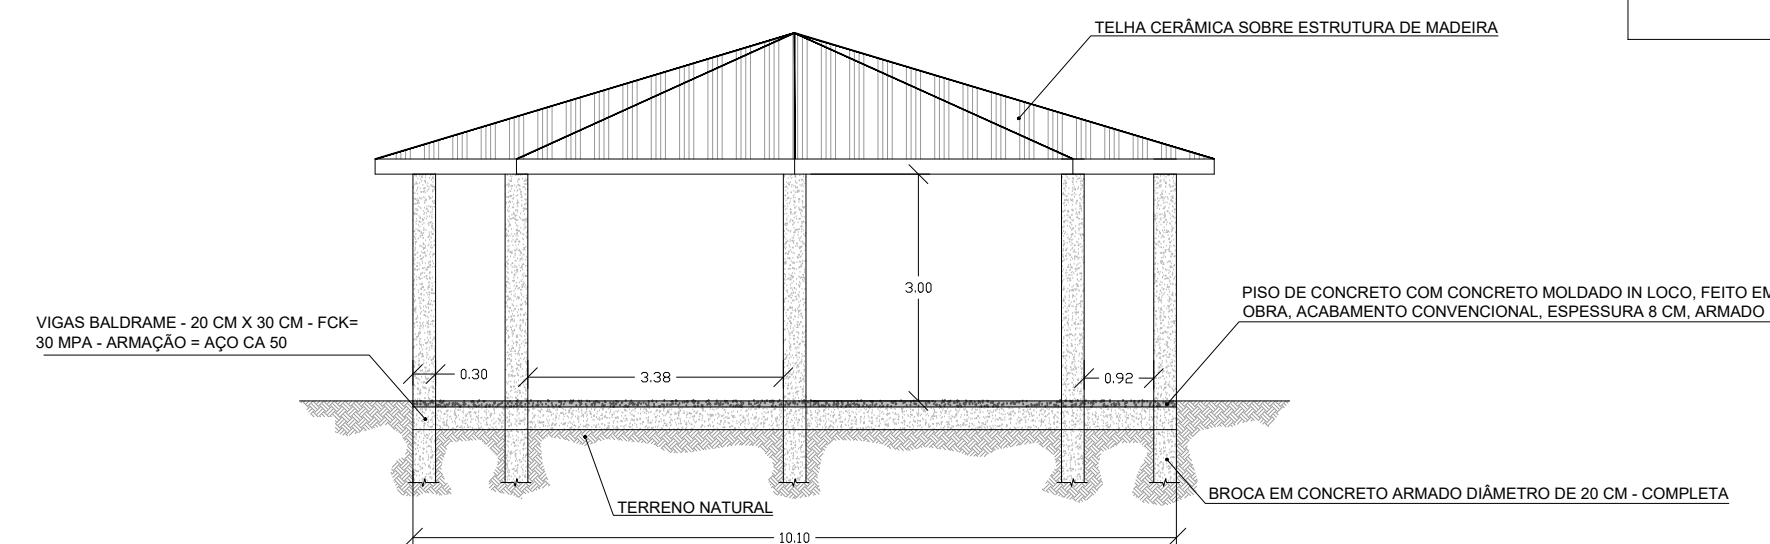 TELHA CERÂMICA SOBRE ESTRUTURA DE MADEIRA
3.00
PISO DE CONCRETO COM CONCRETO MOLDADO IN LOCO, FEITO EM
OBRA, ACABAMENTO CONVENCIONAL, ESPESSURA 8 CM, ARMADO
VIGAS BALDRAME - 20 CM X 30 CM - FCK=
30 MPA - ARMAÇÃO = AÇO CA 50
0.30
3.38
0.92
BROCA EM CONCRETO ARMADO DIÂMETRO DE 20 CM - COMPLETA
TERRENO NATURAL
10.10